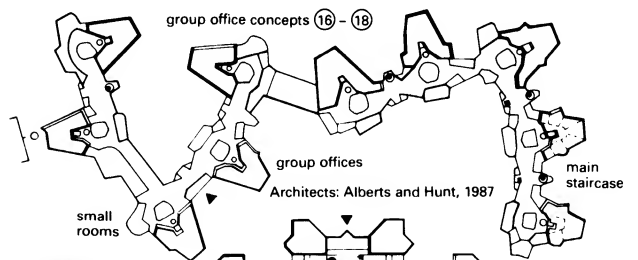 group office concepts 16 – 18
group offices
main
staircase
Architects: Alberts and Hunt, 1987
small
rooms